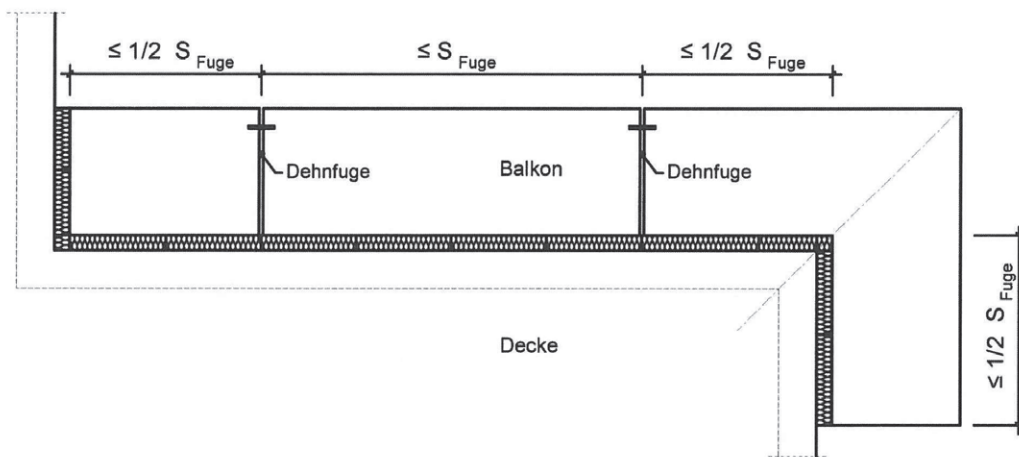 ≤ 1/2 S Fuge
≤ S Fuge
≤ 1/2 S Fuge
Dehnfuge
Balkon
Dehnfuge
Decke
≤ 1/2 S Fuge